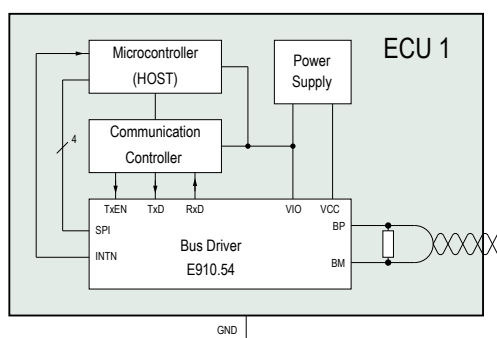 ECU 1
Microcontroller
(HOST)
Power
Supply
4
Communication
Controller
TxEN TxD RxD VIO VCC
SPI
BP
Bus Driver
INTN
E910.54
BM
GND